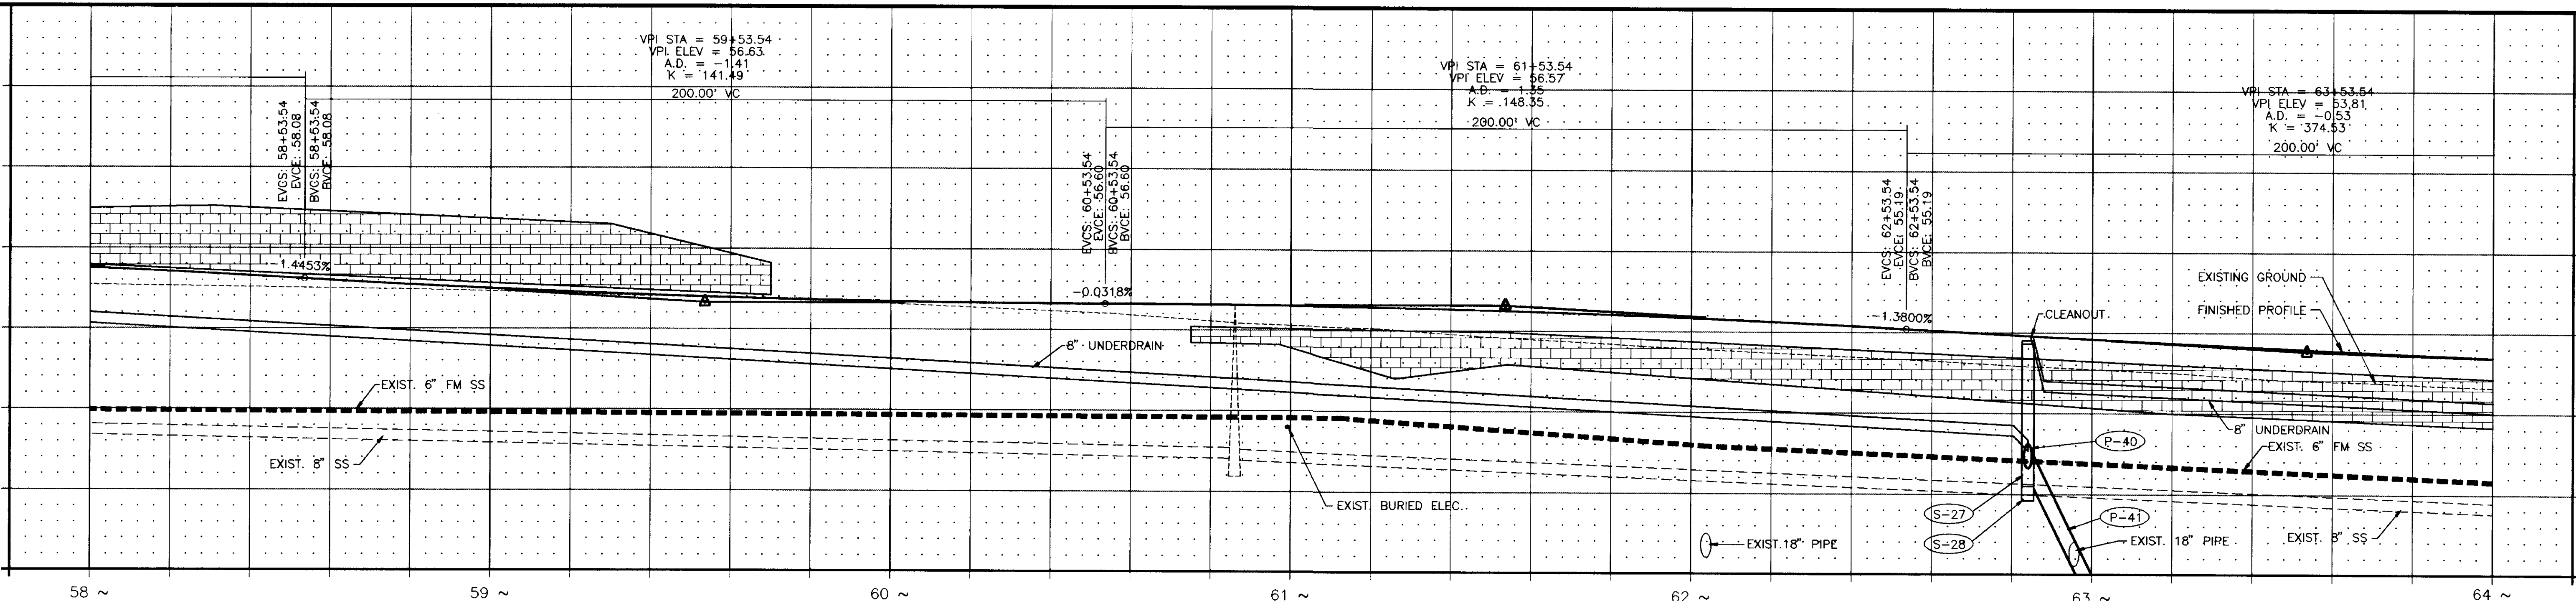 VPI STA = 59+53.54
VPI ELEV = 56.63
A.D. = -1.41
K = 141.49
200.00' VC
VPI STA = 61+53.54
VPI ELEV = 56.57
A.D. = 1.35
K = 148.35
200.00' VC
VPI STA = 63+53.54
VPI ELEV = 53.81
A.D. = -0.53
K = 374.53
200.00' VC
EVCS: 58+53.54
EVCE: 58.08
BVCS: 58+53.54
BVCE: 58.08
EVCS: 60+53.54
EVCE: 56.60
BVCS: 60+53.54
BVCE: 56.60
EVCS: 62+53.54
EVCE: 55.19
BVCS: 62+53.54
BVCE: 55.19
-1.4453%
-0.0318%
-1.3800%
EXISTING GROUND
FINISHED PROFILE
CLEANOUT
8" UNDERDRAIN
EXIST. 6" FM SS
EXIST. 8" SS
EXIST. BURIED ELEC.
8" UNDERDRAIN
P-40
EXIST. 6" FM SS
S-27
P-41
S-28
EXIST. 18" PIPE
EXIST. 18" PIPE
EXIST. 8" SS
58 ~
59 ~
60 ~
61 ~
62 ~
63 ~
64 ~